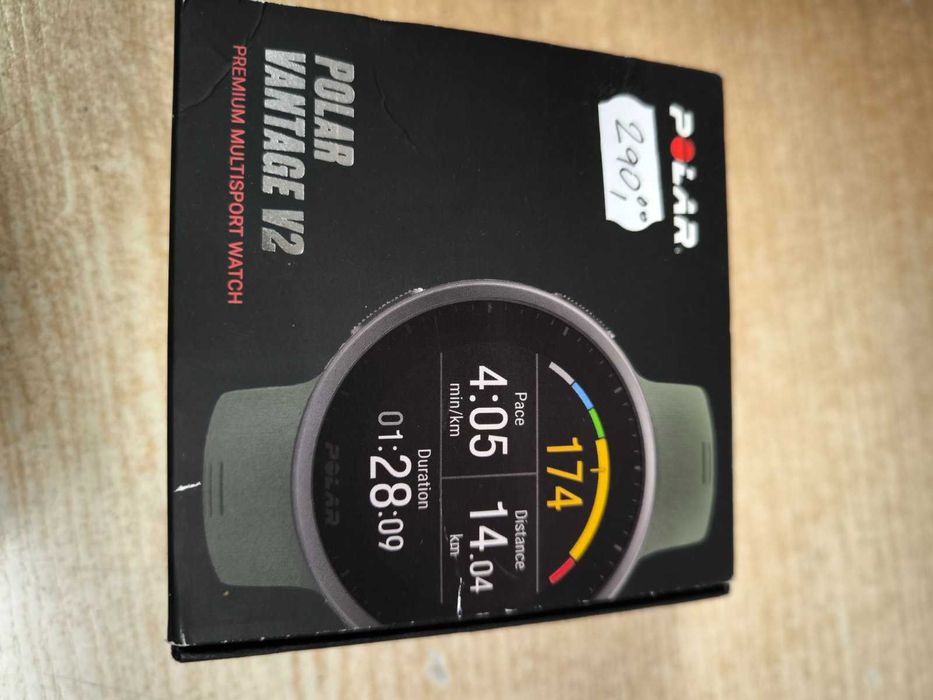 POLAR
290,00
174
Pace
4:05
min/km
Distance
14.04
km
Duration
01:28:09
POLAR
POLAR
VANTAGE V2
PREMIUM MULTISPORT WATCH